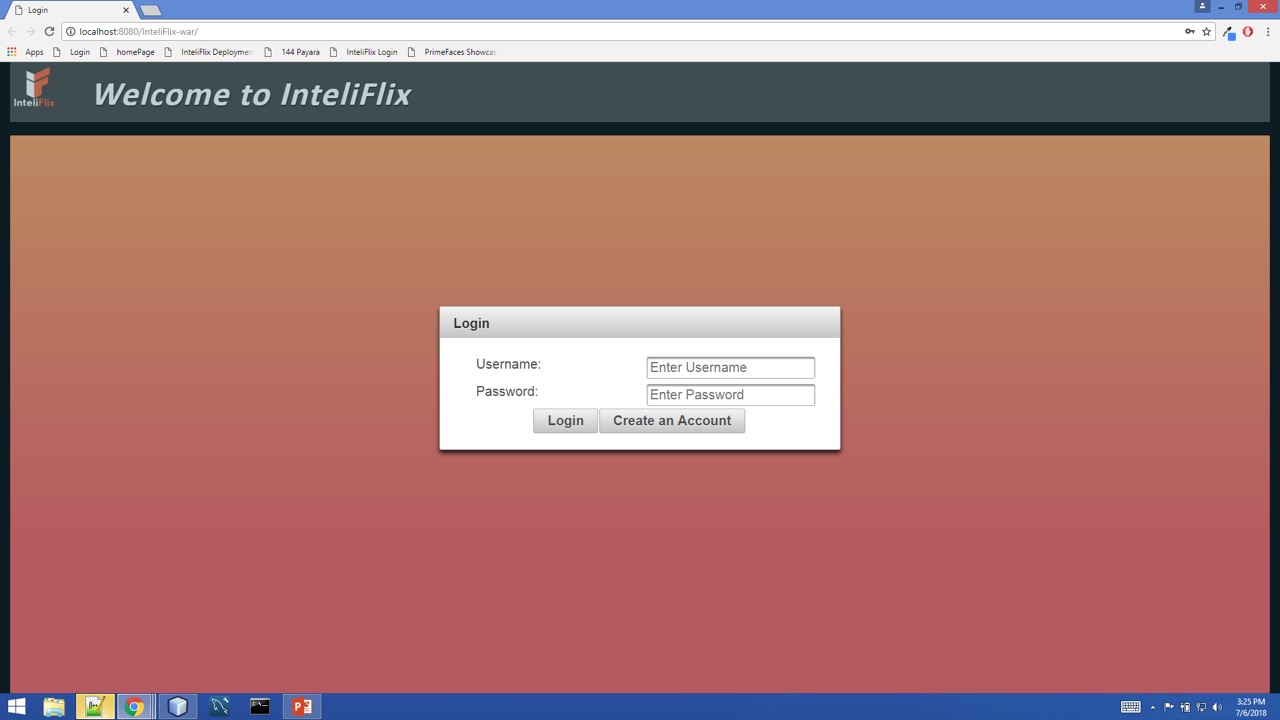 Login
localhost:8080/InteliFlix-war/
Apps Login homePage InteliFlix Deploymen 144 Payara InteliFlix Login PrimeFaces Showcas
InteliFlix
Welcome to InteliFlix
Login
Username: Enter Username
Password: Enter Password
Login Create an Account
3:25 PM
7/6/2018